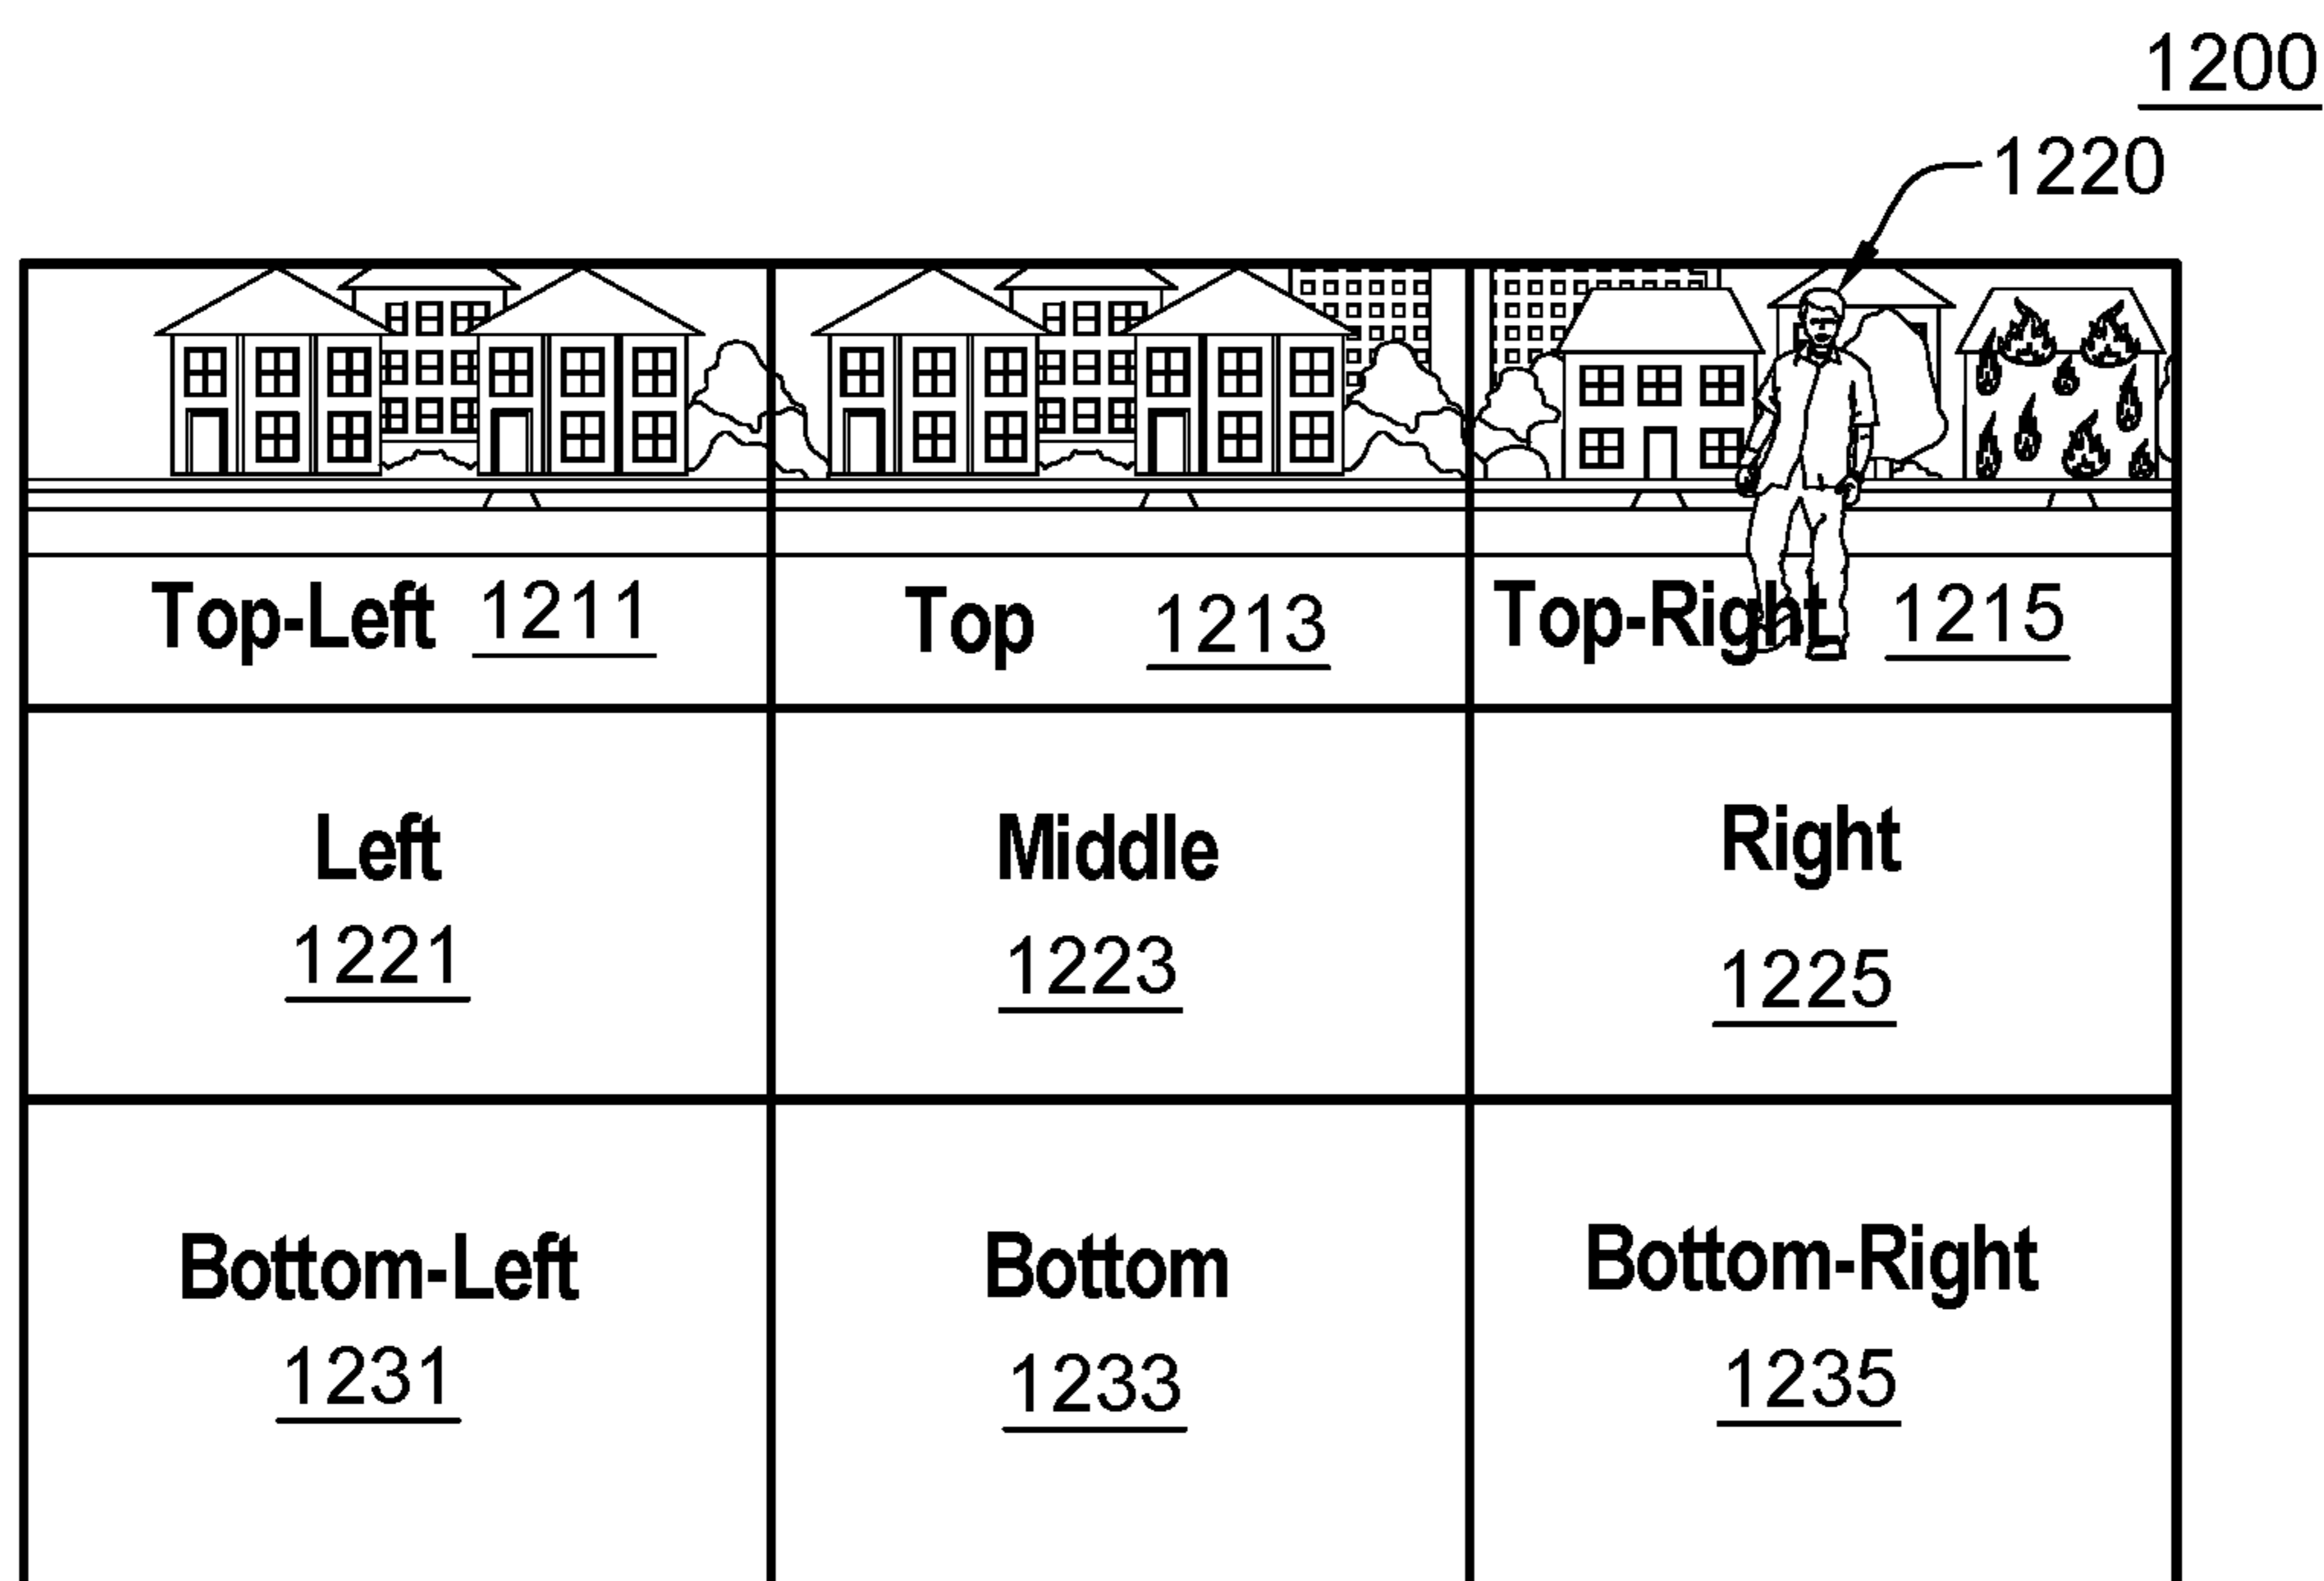 1200
1220
Top-Left 1211
Top 1213
Top-Right 1215
Left
1221
Middle
1223
Right
1225
Bottom-Left
1231
Bottom
1233
Bottom-Right
1235